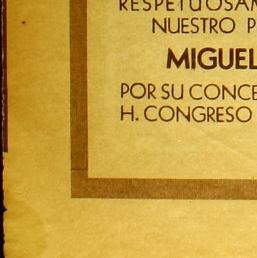 RESPETUOSAM
NUESTRO P
MIGUEL
POR SU CONCE
H. CONGRESO